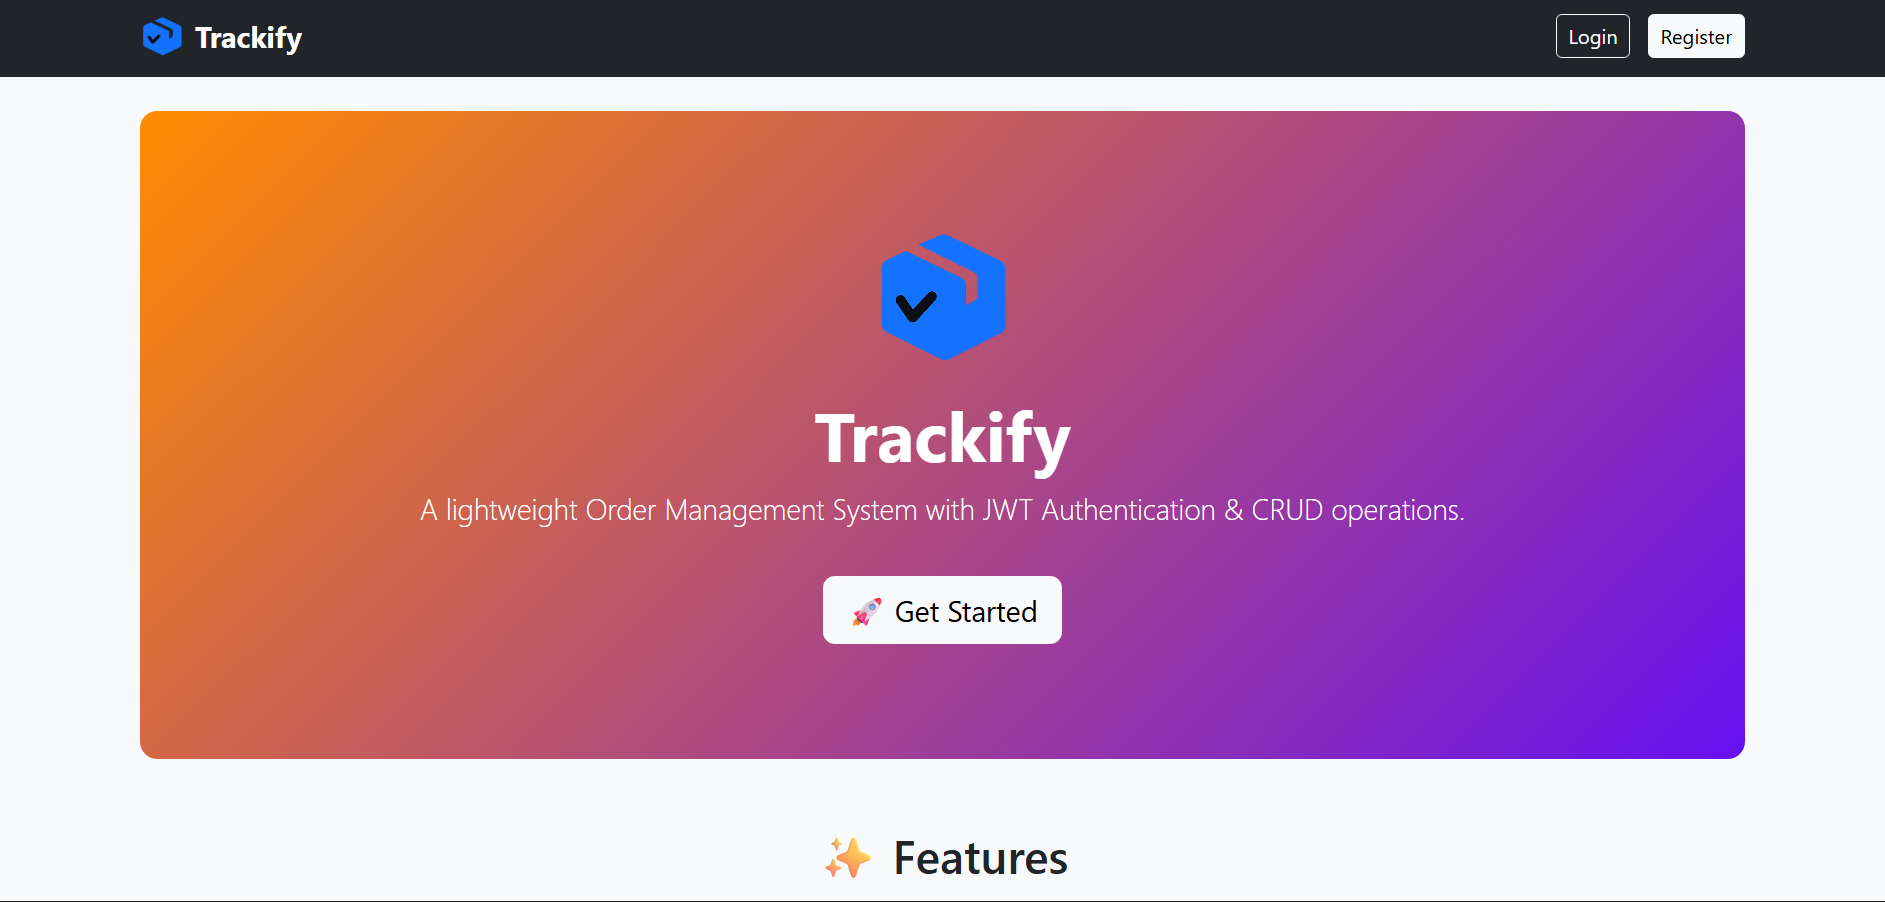 Trackify
Login
Register
Trackify
A lightweight Order Management System with JWT Authentication & CRUD operations.
🚀 Get Started
✨ Features